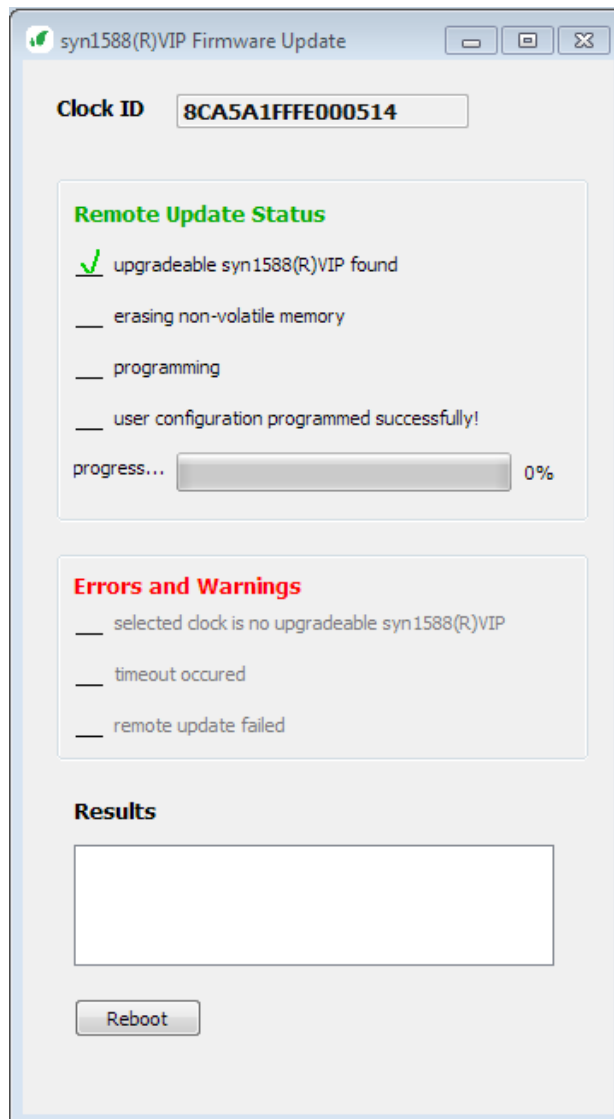 syn1588(R)VIP Firmware Update
Clock ID 8CA5A1FFFE000514
Remote Update Status
upgradeable syn1588(R)VIP found
erasing non-volatile memory
programming
user configuration programmed successfully!
progress... 0%
Errors and Warnings
selected clock is no upgradeable syn1588(R)VIP
timeout occured
remote update failed
Results
Reboot